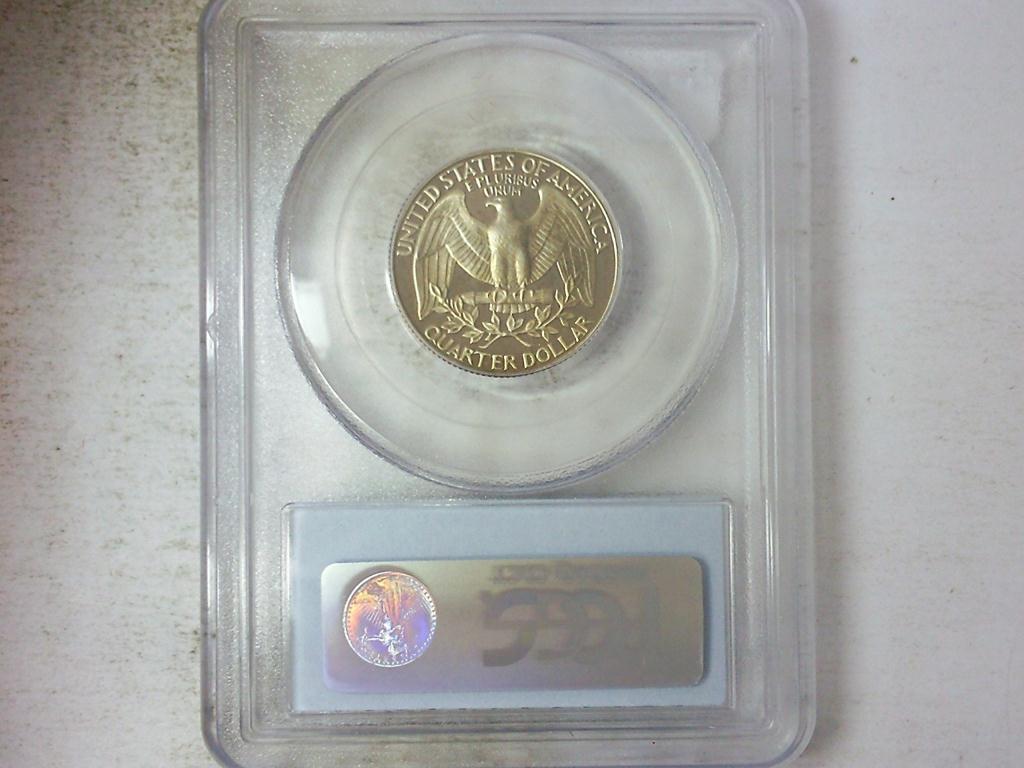 UNITED STATES OF AMERICA
E PLURIBUS
UNUM
QUARTER DOLLAR